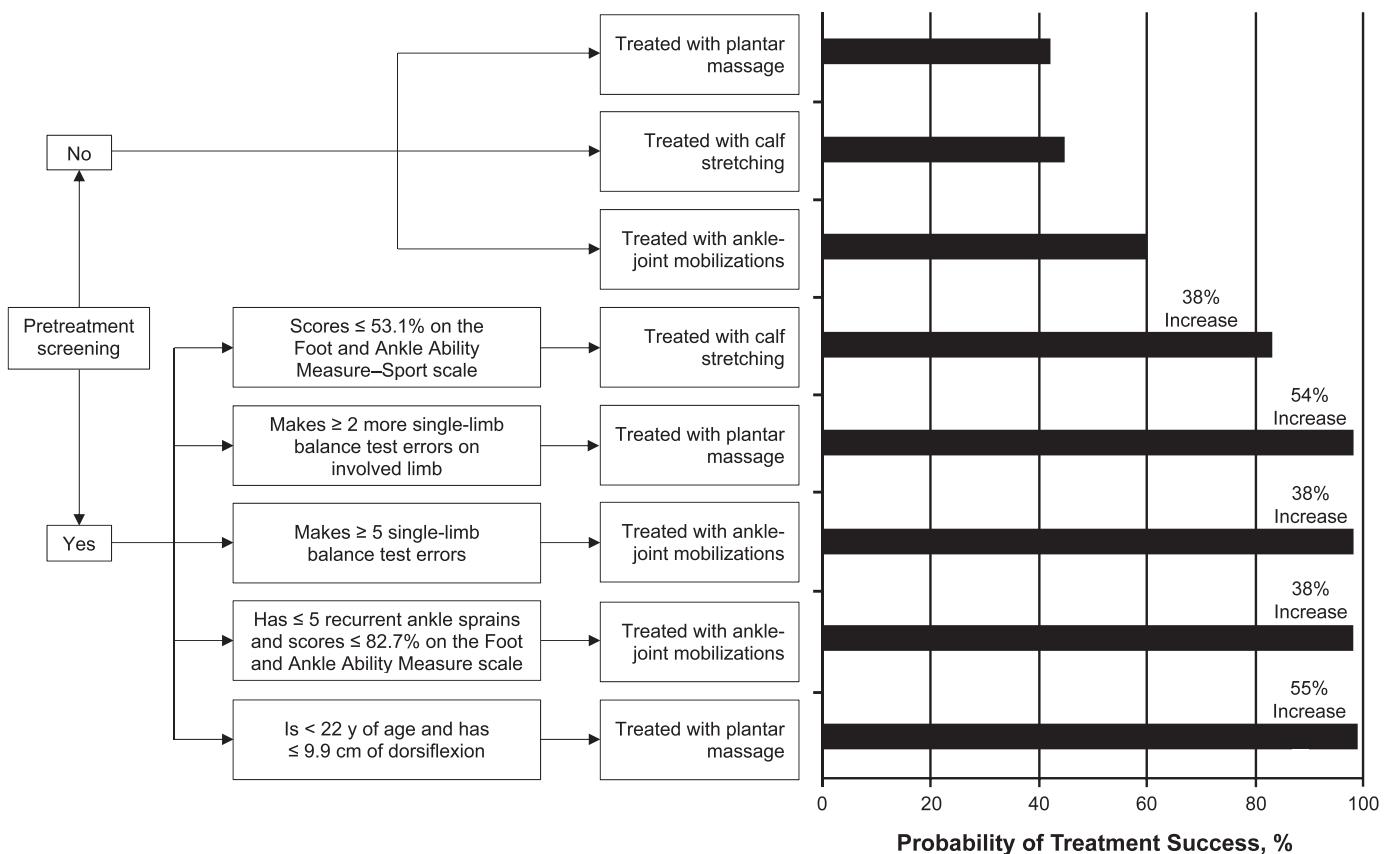 Treated with plantar
massage
No
Treated with calf
stretching
Treated with ankle-
joint mobilizations
Pretreatment
screening
Scores ≤ 53.1% on the
Foot and Ankle Ability
Measure–Sport scale
Treated with calf
stretching
38%
Increase
Makes ≥ 2 more single-limb
balance test errors on
involved limb
Treated with plantar
massage
54%
Increase
Yes
Makes ≥ 5 single-limb
balance test errors
Treated with ankle-
joint mobilizations
38%
Increase
Has ≤ 5 recurrent ankle sprains
and scores ≤ 82.7% on the Foot
and Ankle Ability Measure scale
Treated with ankle-
joint mobilizations
38%
Increase
Is < 22 y of age and has
≤ 9.9 cm of dorsiflexion
Treated with plantar
massage
55%
Increase
0 20 40 60 80 100
Probability of Treatment Success, %